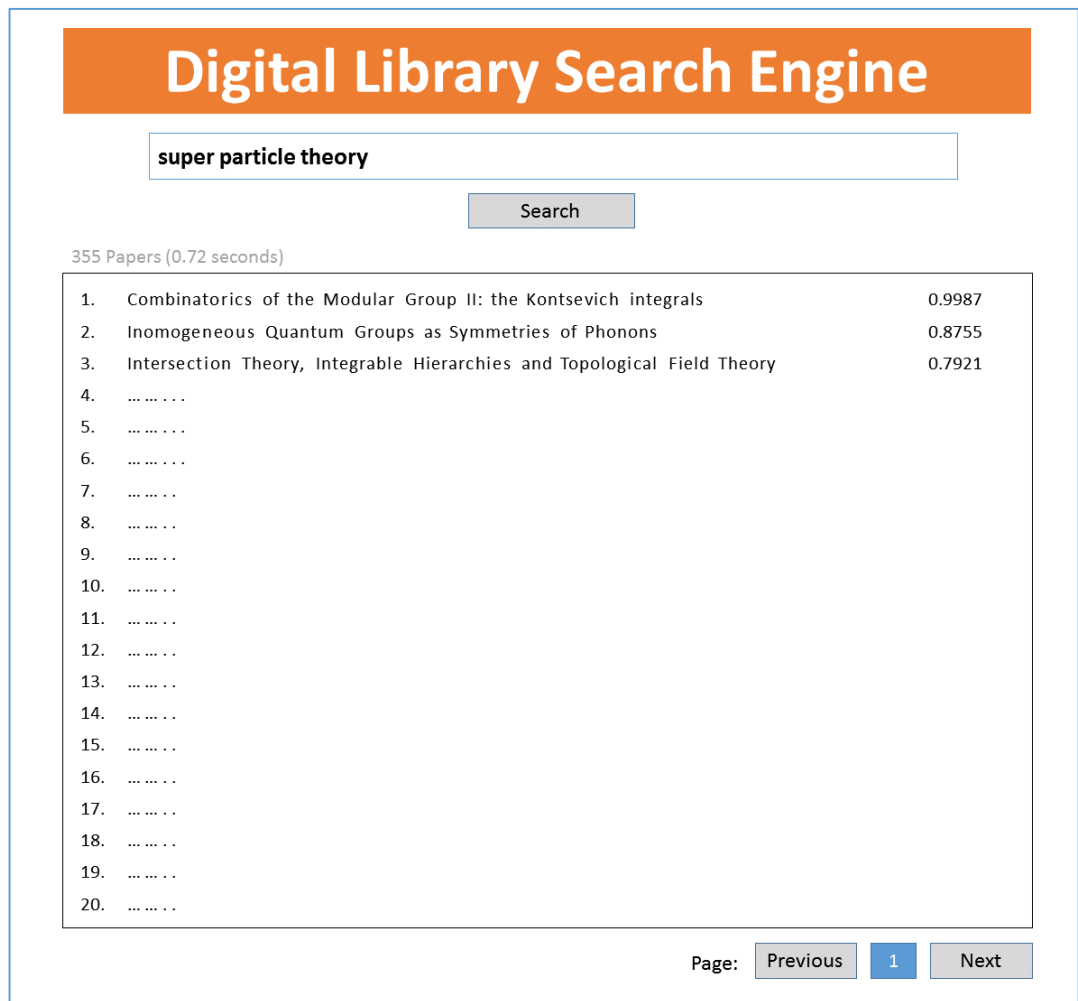 Digital Library Search Engine
super particle theory
Search
355 Papers (0.72 seconds)
1. Combinatorics of the Modular Group II: the Kontsevich integrals 0.9987
2. Inomogeneous Quantum Groups as Symmetries of Phonons 0.8755
3. Intersection Theory, Integrable Hierarchies and Topological Field Theory 0.7921
4. ... ... . . .
5. ... ... . . .
6. ... ... . . .
7. ... ... . .
8. ... ... . .
9. ... ... . .
10. ... ... . .
11. ... ... . .
12. ... ... . .
13. ... ... . .
14. ... ... . .
15. ... ... . .
16. ... ... . .
17. ... ... . .
18. ... ... . .
19. ... ... . .
20. ... ... . .
Page: Previous 1 Next